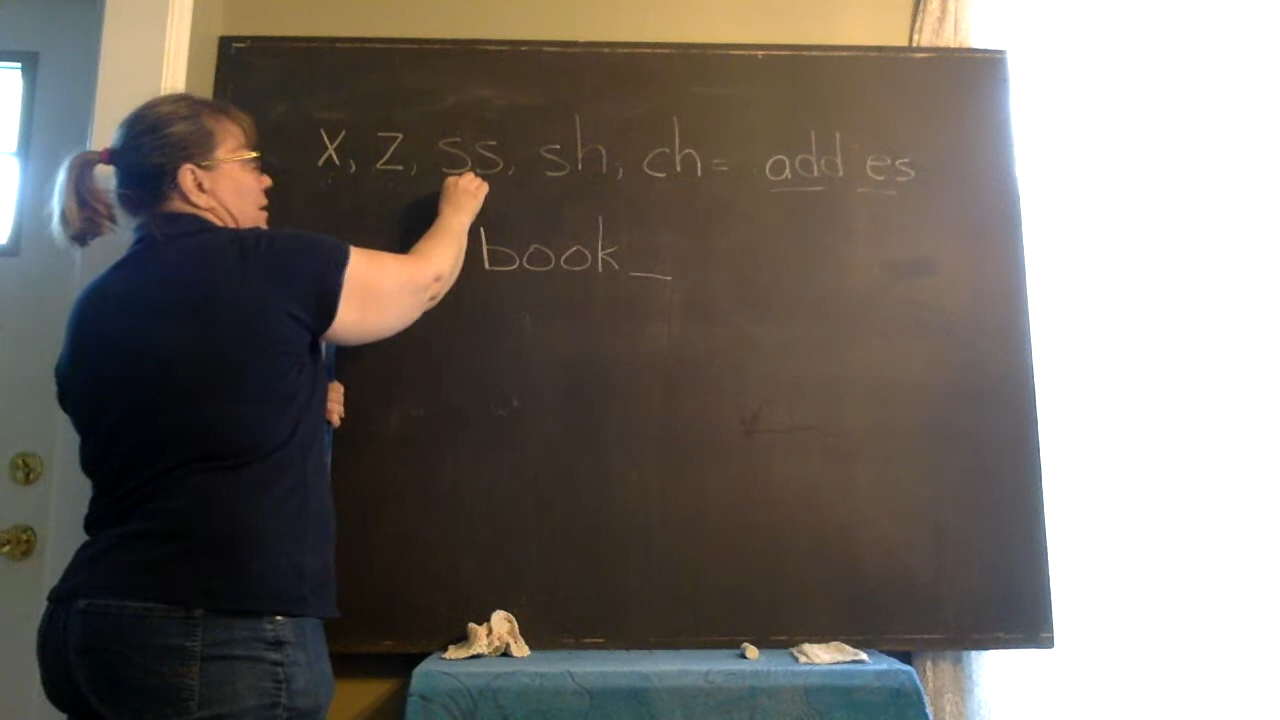 x, z, ss, sh, ch = add es
book_